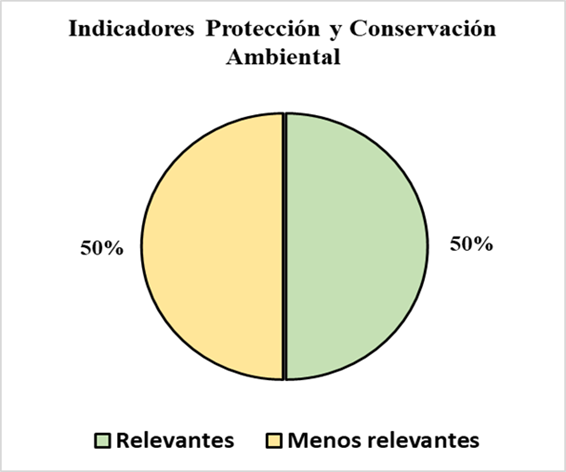 Indicadores Protección y Conservación
Ambiental
50%
50%
Relevantes
Menos relevantes